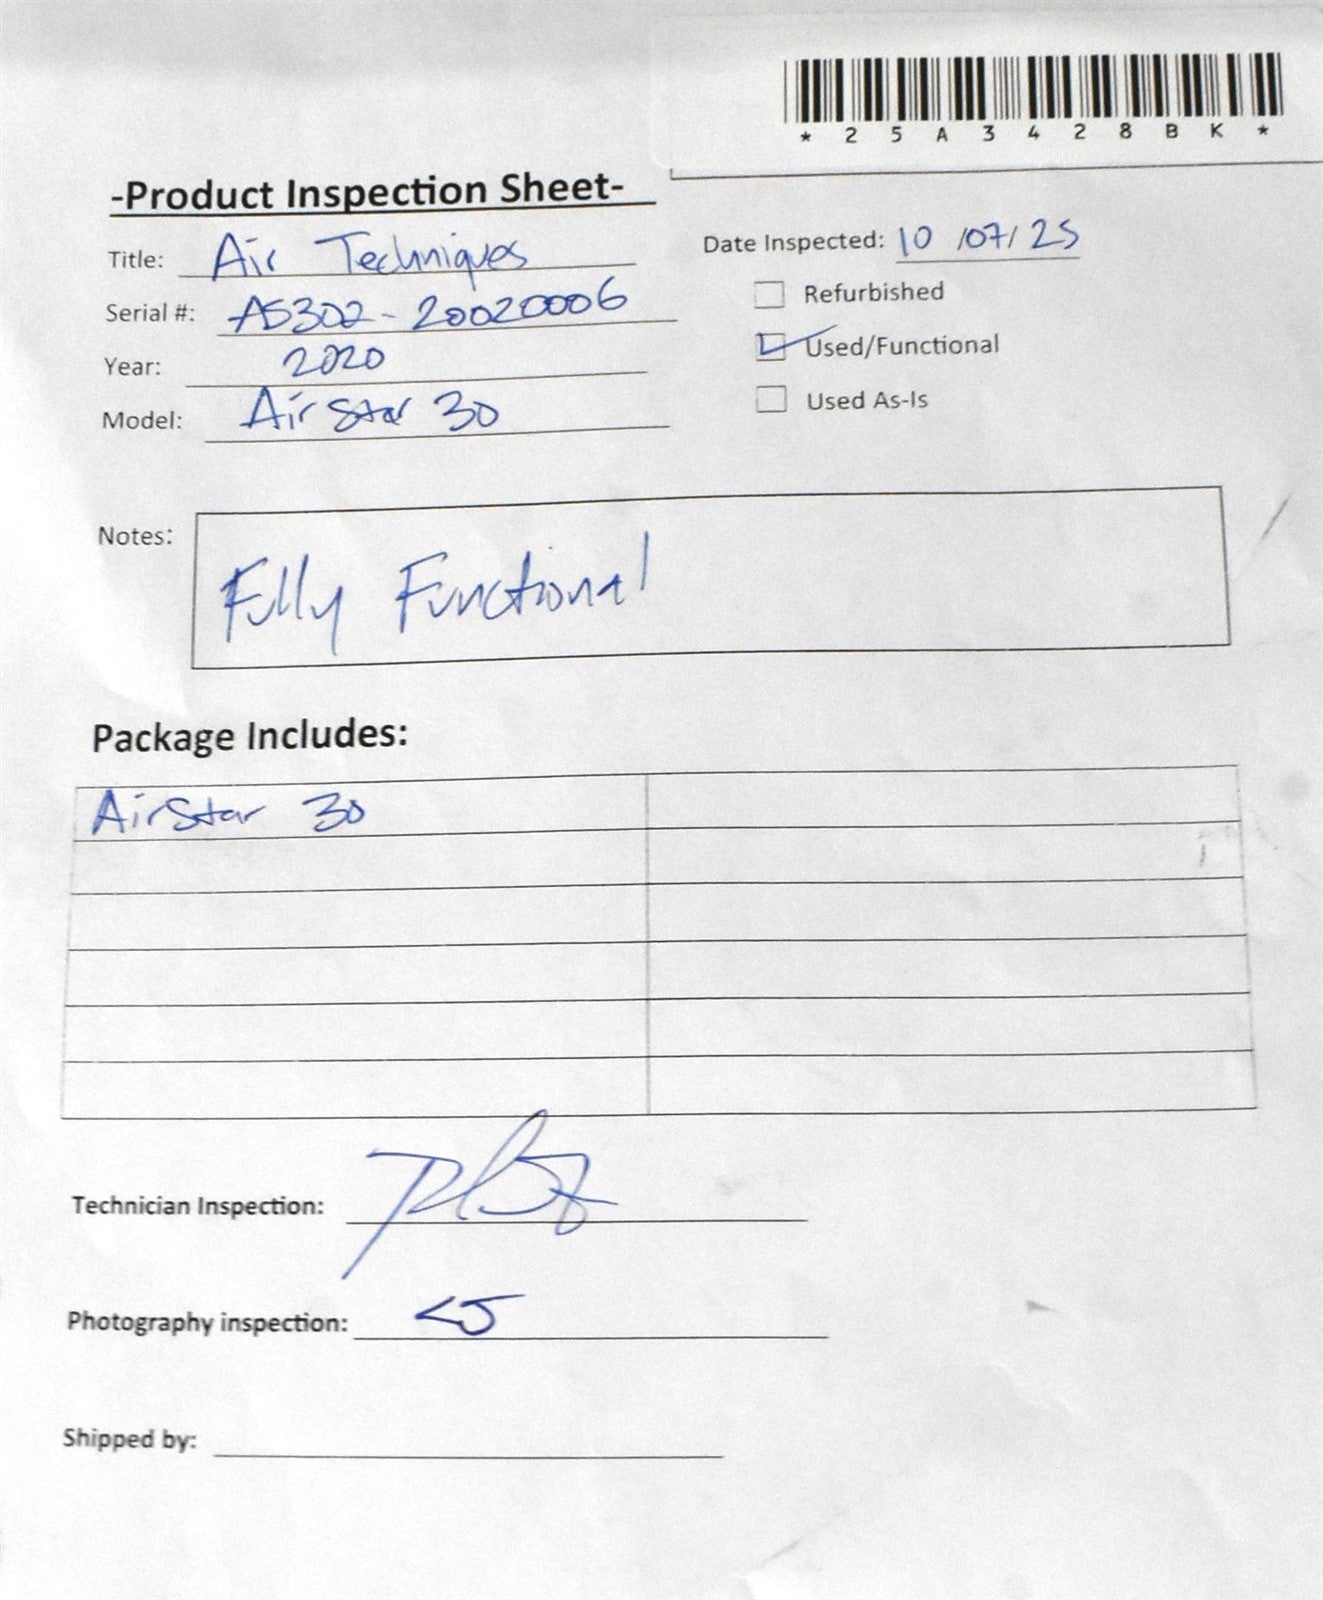 *25A3428BK*
-Product Inspection Sheet-
Title: Air Techniques
Serial #: AS302-20020006
Year: 2020
Model: AirStar 30
Date Inspected: 10/07/25
Refurbished
Used/Functional
Used As-Is
Notes: Fully Functional
Package Includes:
AirStar 30
Technician Inspection:
Photography inspection:
Shipped by: